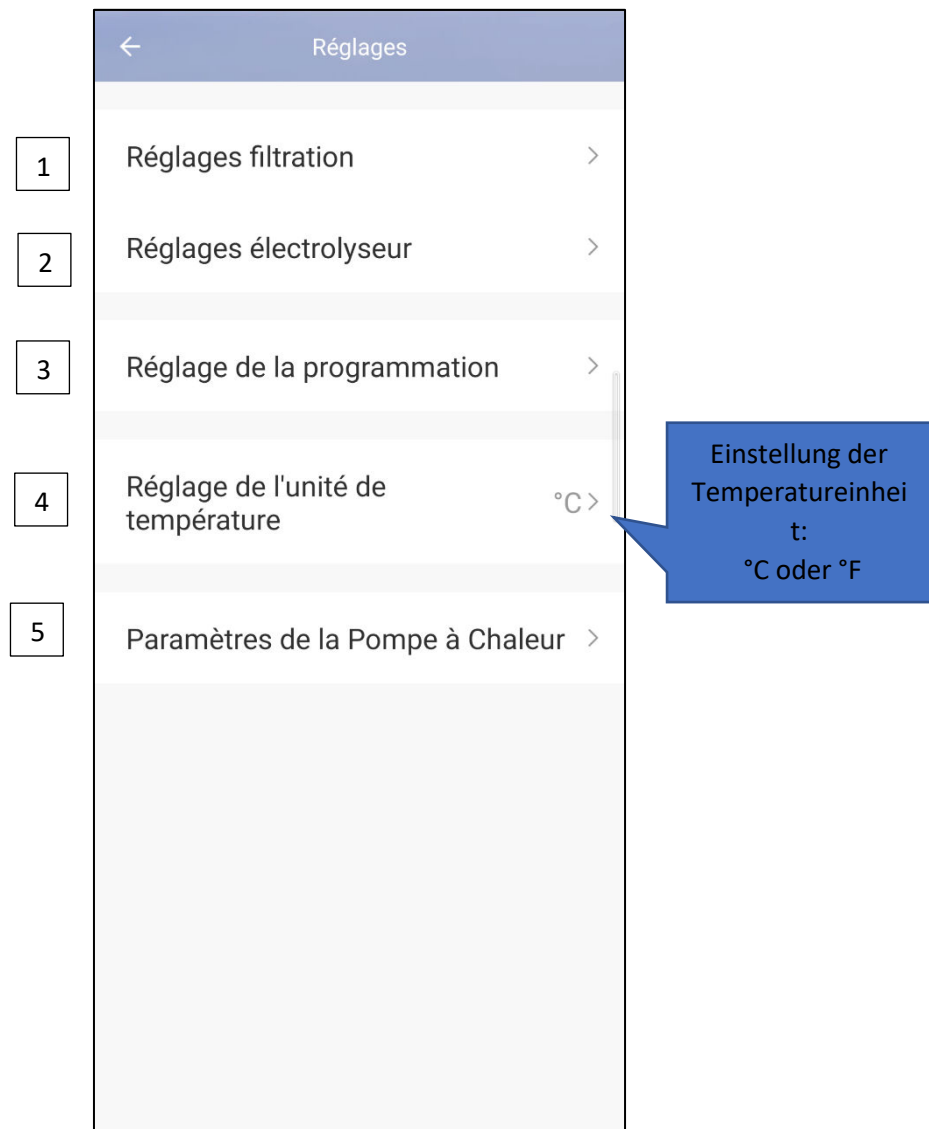 Réglages
1
Réglages filtration
2
Réglages électrolyseur
3
Réglage de la programmation
4
Réglage de l'unité de
température
°C
Einstellung der
Temperatureinhei
t:
°C oder °F
5
Paramètres de la Pompe à Chaleur